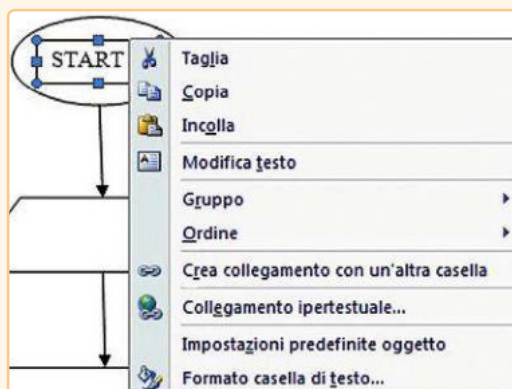 START
Taglia
Copia
Incolla
Modifica testo
Gruppo
Ordine
Crea collegamento con un'altra casella
Collegamento ipertestuale...
Impostazioni predefinite oggetto
Formato casella di testo...